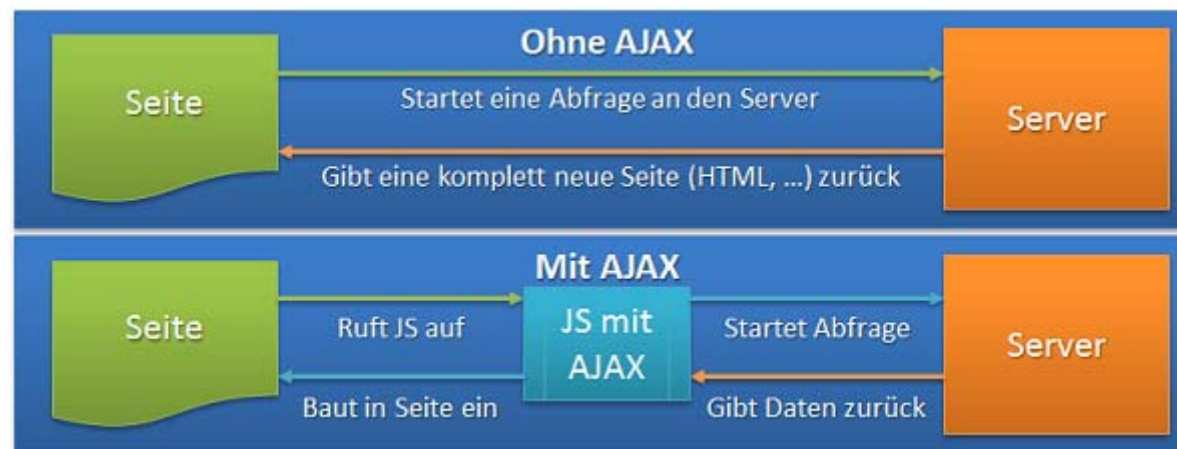 Ohne AJAX
Seite
Startet eine Abfrage an den Server
Server
Gibt eine komplett neue Seite (HTML, ...) zurück
Mit AJAX
Seite
Ruft JS auf
JS mit
AJAX
Startet Abfrage
Server
Baut in Seite ein
Gibt Daten zurück